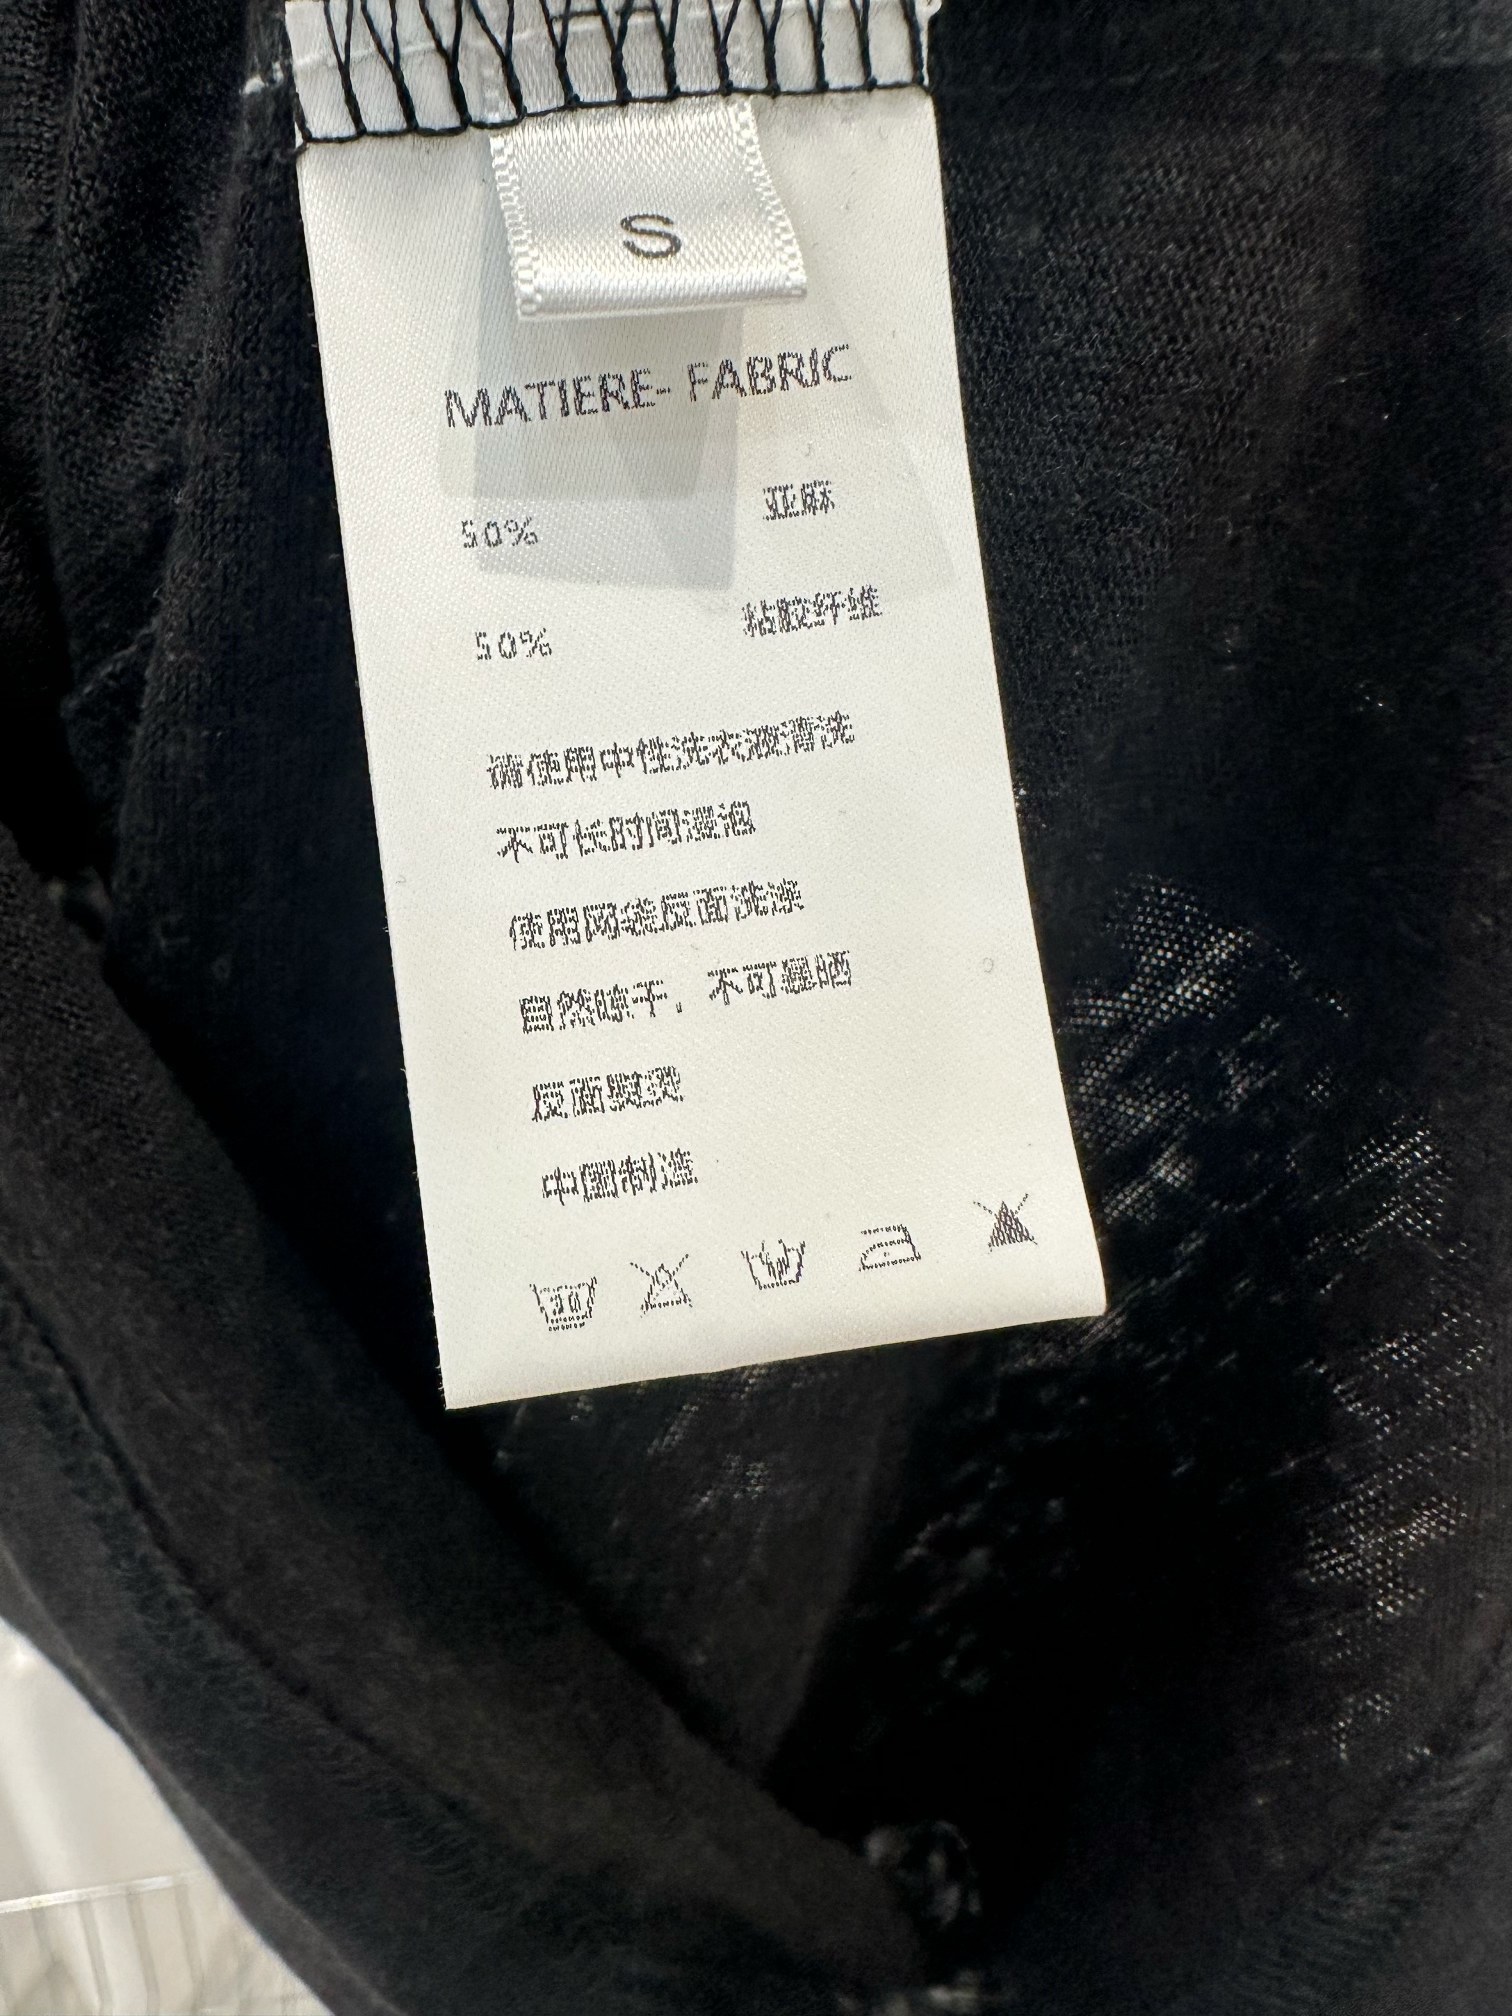 S
MATIERE- FABRIC
50% 亚麻
50% 粘胶纤维
请使用中性洗衣液静洗
不可长时间浸泡
使用网袋反面洗涤
自然晾干，不可暴晒
反面熨烫
中国制造